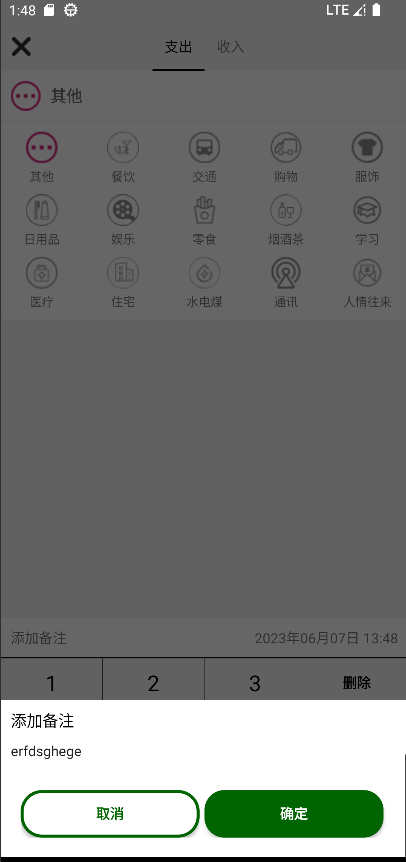 1:48 LTE
支出 收入
其他
其他 餐饮 交通 购物 服饰
日用品 娱乐 零食 烟酒茶 学习
医疗 住宅 水电煤 通讯 人情往来
添加备注 2023年06月07日 13:48
1 2 3 删除
添加备注
erfdsghege
取消 确定